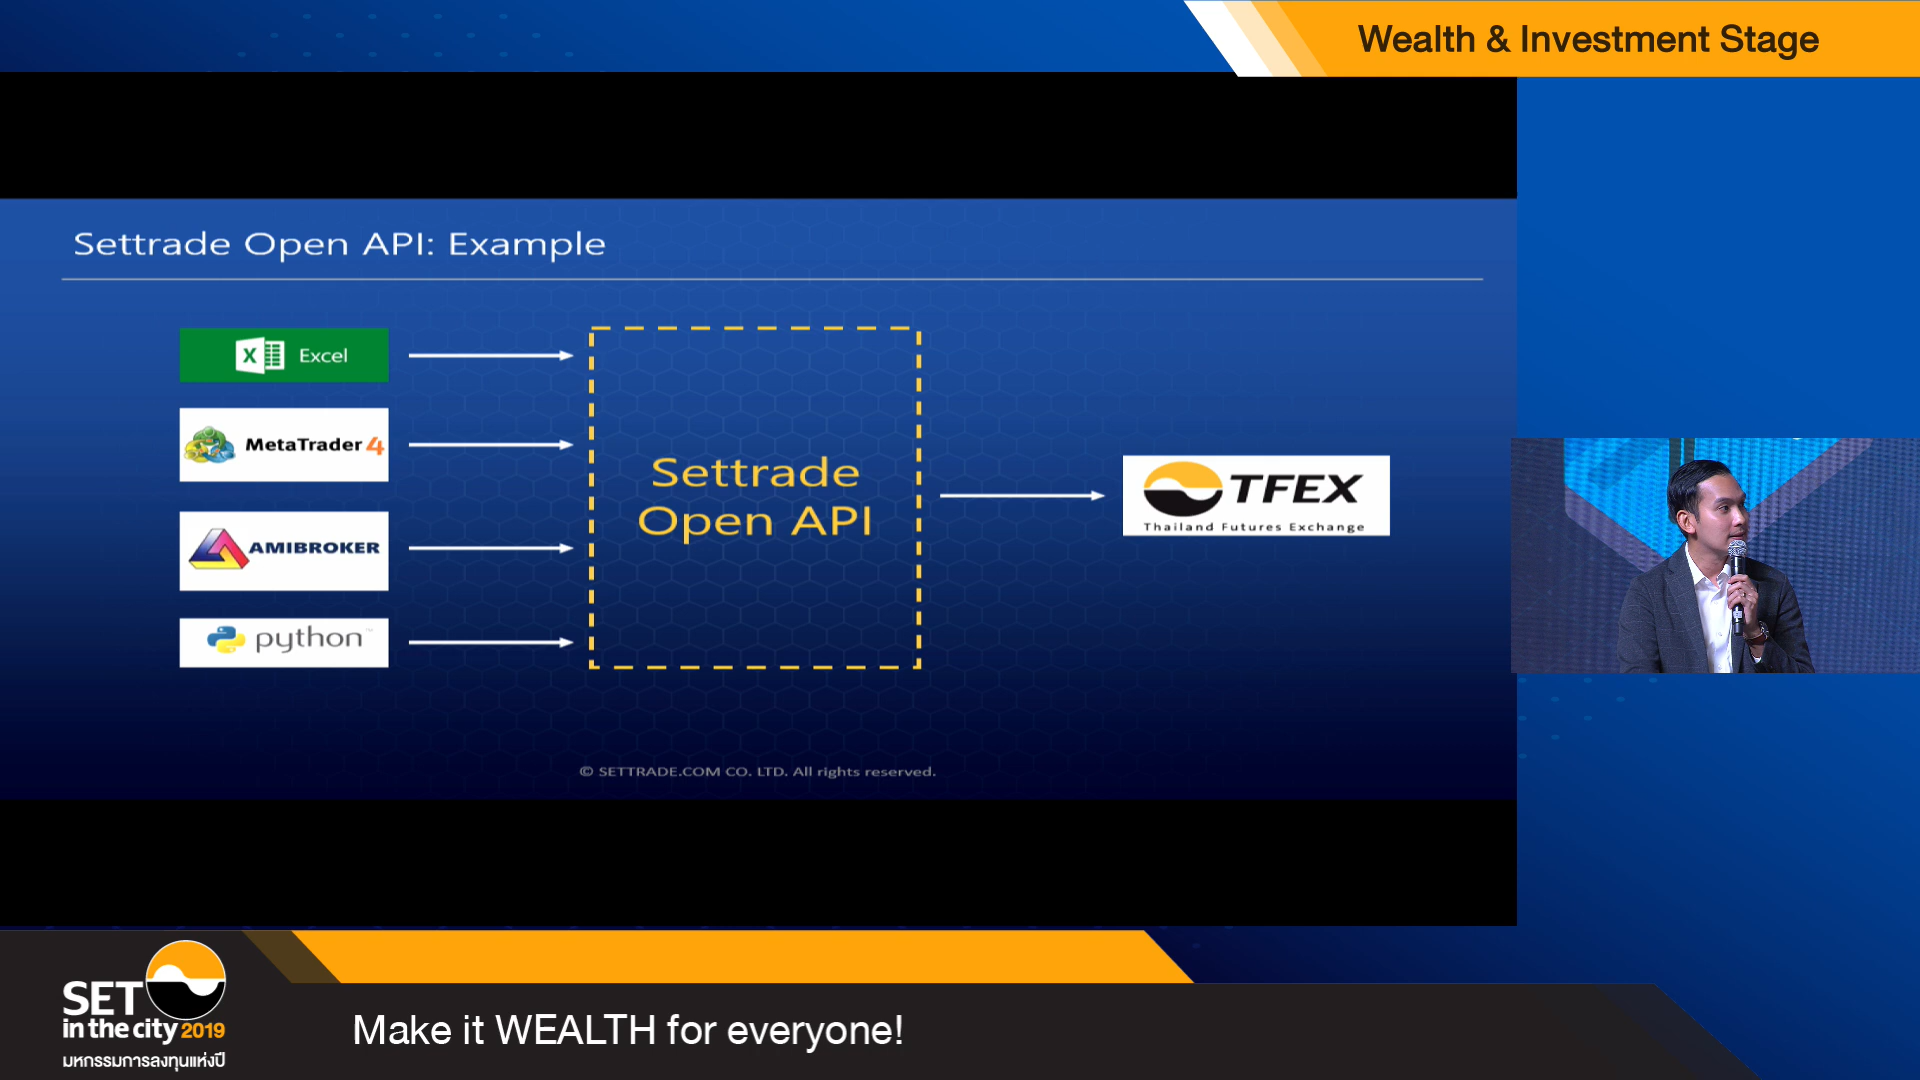 Wealth & Investment Stage
Settrade Open API: Example
X Excel
MetaTrader 4
AMIBROKER
python™
Settrade
Open API
TFEX
Thailand Futures Exchange
© SETTRADE.COM CO. LTD. All rights reserved.
SET
in the city 2019
มหกรรมการลงทุนแห่งปี
Make it WEALTH for everyone!